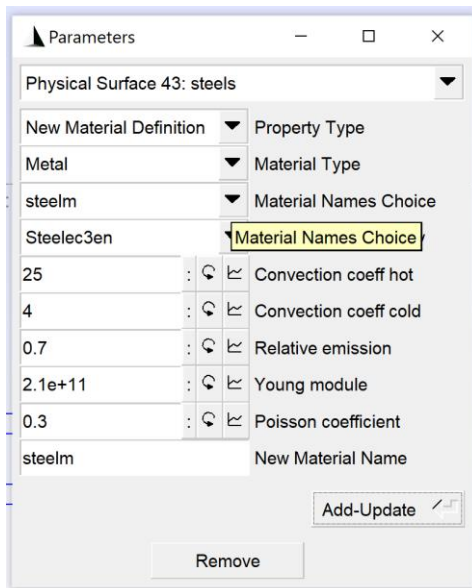 Parameters
Physical Surface 43: steels
New Material Definition Property Type
Metal Material Type
steelm Material Names Choice
Steelec3en Material Names Choice
25 : Convection coeff hot
4 : Convection coeff cold
0.7 : Relative emission
2.1e+11 : Young module
0.3 : Poisson coefficient
steelm New Material Name
Add-Update
Remove